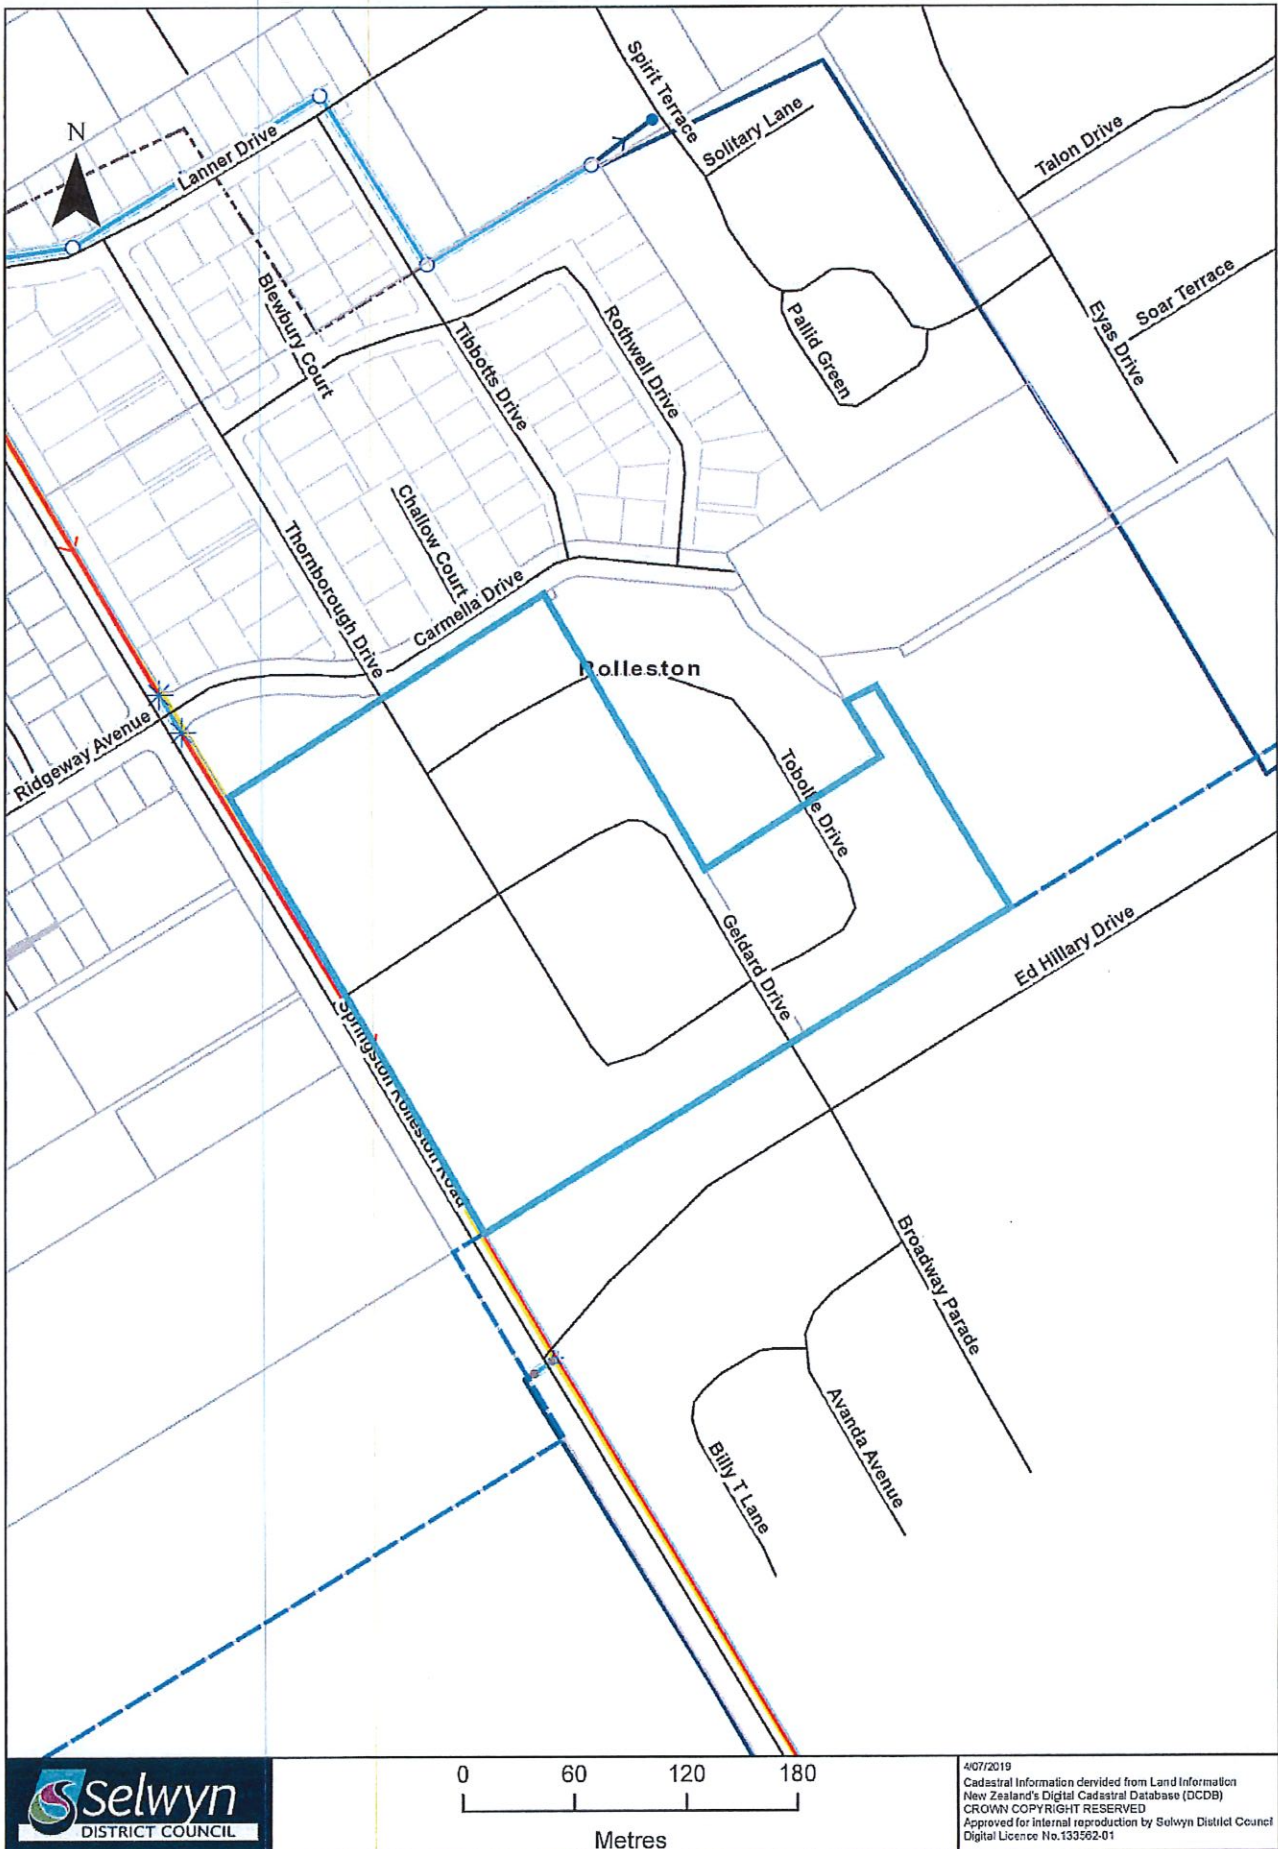 N
Lanner Drive
Spirit Terrace
Solitary Lane
Talon Drive
Blewbury Court
Tibbotts Drive
Rothwell Drive
Pallid Green
Eyas Drive
Soar Terrace
Challow Court
Thornborough Drive
Carmella Drive
Rolleston
Ridgeway Avenue
Geldard Drive
Ed Hillary Drive
Springston Rolleston Road
Broadway Parade
Avanda Avenue
Billy T Lane
Selwyn
DISTRICT COUNCIL
0 60 120 180
Metres
4/07/2019
Cadastral Information dervided from Land Information
New Zealand's Digital Cadastral Database (DCDB)
CROWN COPYRIGHT RESERVED
Approved for internal reproduction by Selwyn District Council
Digital Licence No.133562-01